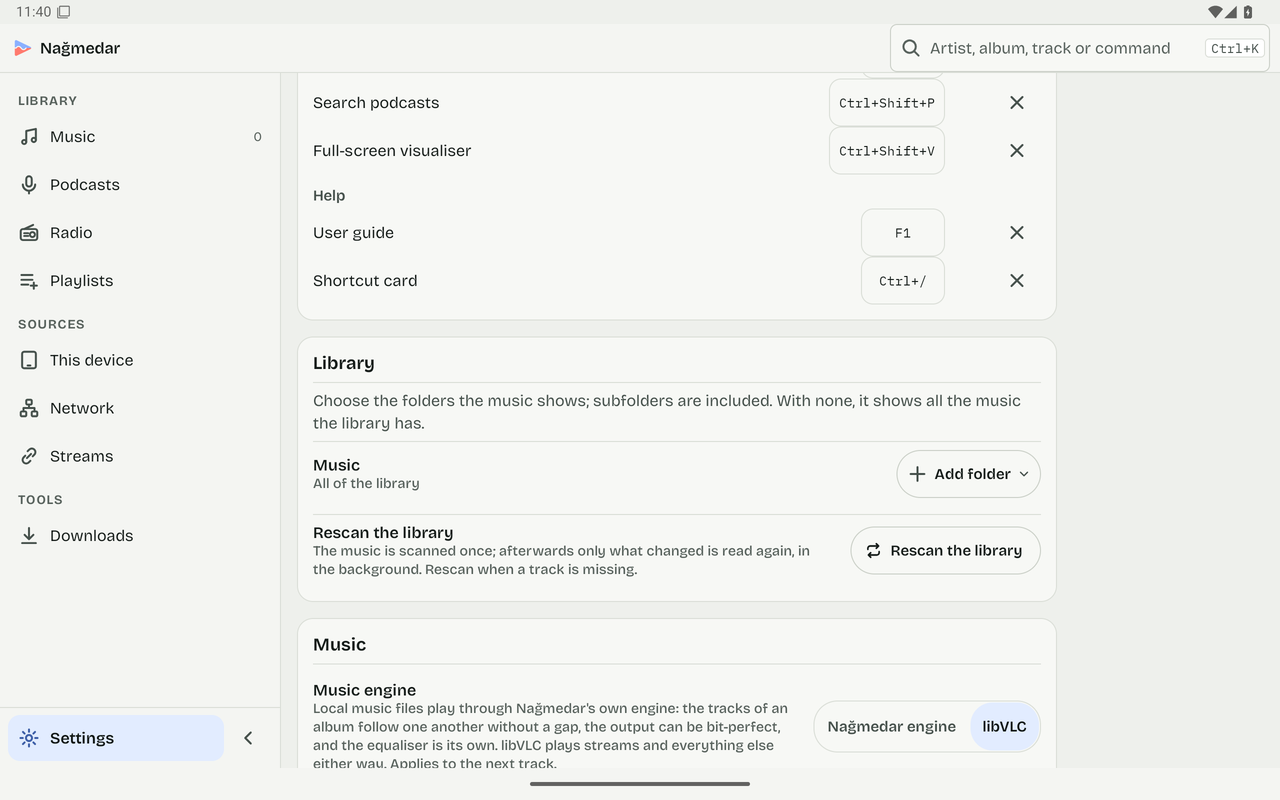 11:40
Nağmedar
Artist, album, track or command
Ctrl+K
LIBRARY
Music
0
Podcasts
Radio
Playlists
SOURCES
This device
Network
Streams
TOOLS
Downloads
Settings
Search podcasts
Ctrl+Shift+P
Full-screen visualiser
Ctrl+Shift+V
Help
User guide
F1
Shortcut card
Ctrl+/
Library
Choose the folders the music shows; subfolders are included. With none, it shows all the music
the library has.
Music
All of the library
Add folder
Rescan the library
The music is scanned once; afterwards only what changed is read again, in
the background. Rescan when a track is missing.
Rescan the library
Music
Music engine
Local music files play through Nağmedar's own engine: the tracks of an
album follow one another without a gap, the output can be bit-perfect,
and the equaliser is its own. libVLC plays streams and everything else
either way. Applies to the next track.
Nağmedar engine
libVLC